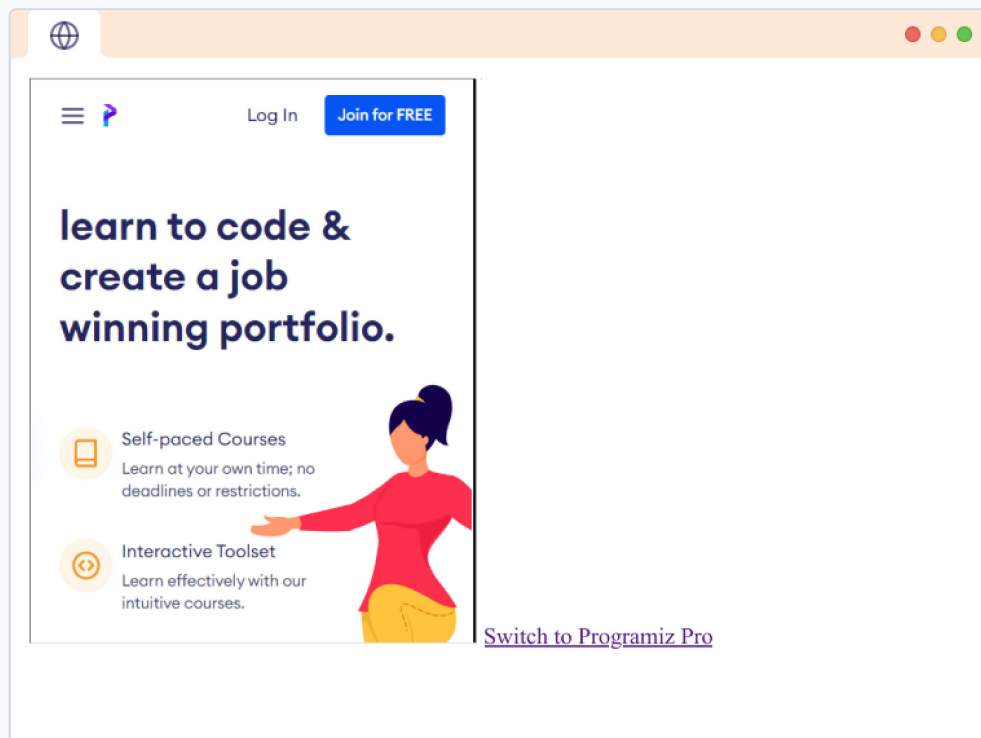 Log In
Join for FREE
learn to code &
create a job
winning portfolio.
Self-paced Courses
Learn at your own time; no
deadlines or restrictions.
Interactive Toolset
Learn effectively with our
intuitive courses.
Switch to Programiz Pro